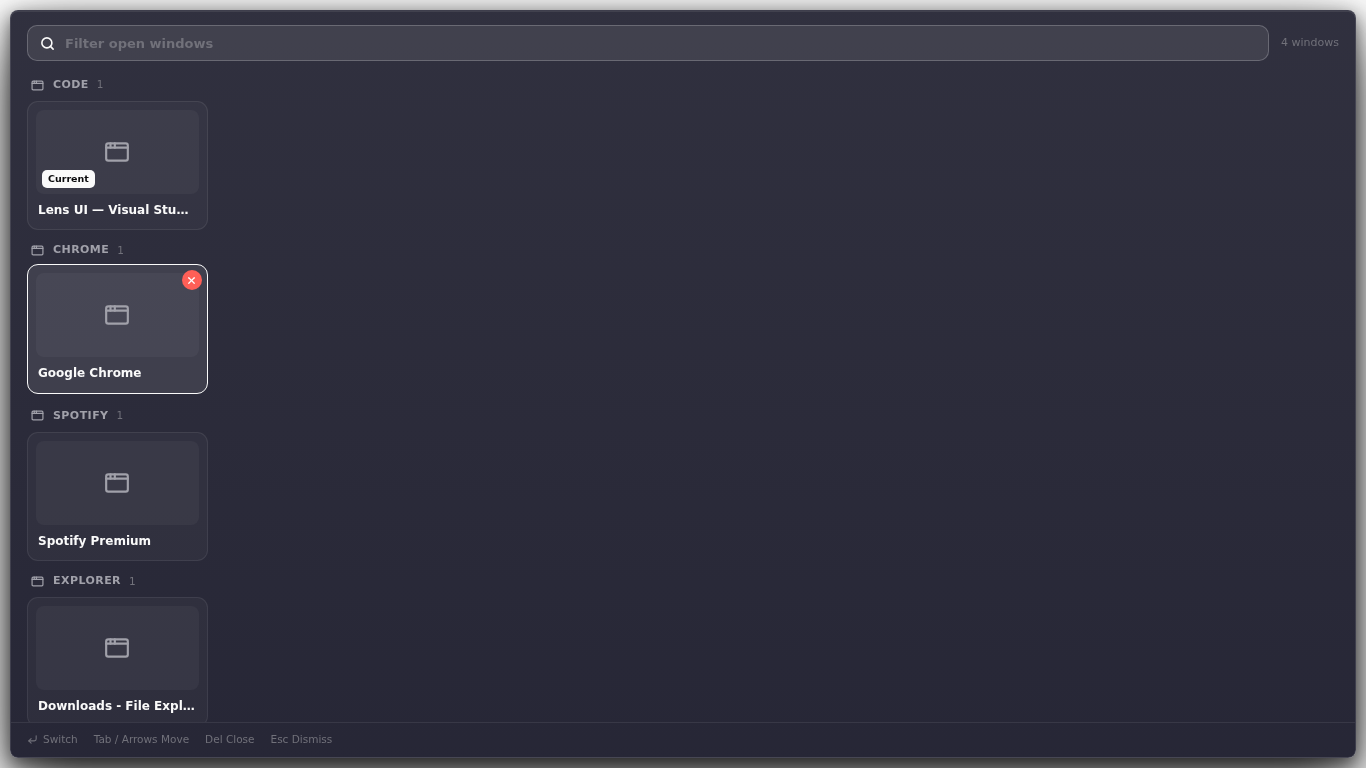 Filter open windows
4 windows
CODE 1
Current
Lens UI — Visual Stu…
CHROME 1
Google Chrome
SPOTIFY 1
Spotify Premium
EXPLORER 1
Downloads - File Expl…
Switch Tab / Arrows Move Del Close Esc Dismiss